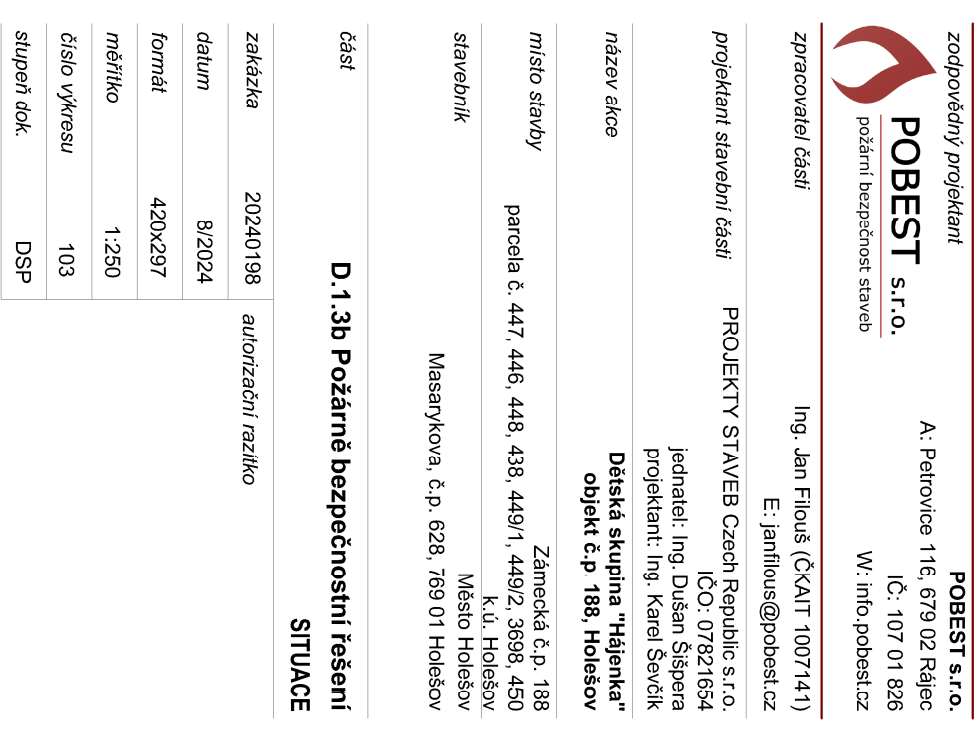 zodpovědný projektant
POBEST s.r.o.
požární bezpečnost staveb
POBEST s.r.o.
A: Petrovice 116, 679 02 Rájec
IČ: 107 01 826
W: info.pobest.cz
zpracovatel části
Ing. Jan Filouš (ČKAIT 1007141)
E: janfilous@pobest.cz
projektant stavební části
PROJEKTY STAVEB Czech Republic s.r.o.
IČO: 07821654
jednatel: Ing. Dušan Šišpera
projektant: Ing. Karel Ševčík
název akce
Dětská skupina "Hájenka"
objekt č.p 188, Holešov
místo stavby
Zámecká č.p. 188
parcela č. 447, 446, 448, 438, 449/1, 449/2, 3698, 450
k.ú. Holešov
stavebník
Město Holešov
Masarykova, č.p. 628, 769 01 Holešov
část
D.1.3b Požárně bezpečnostní řešení
SITUACE
zakázka 20240198
datum 8/2024
formát 420x297
měřítko 1:250
číslo výkresu 103
stupeň dok. DSP
autorizační razítko